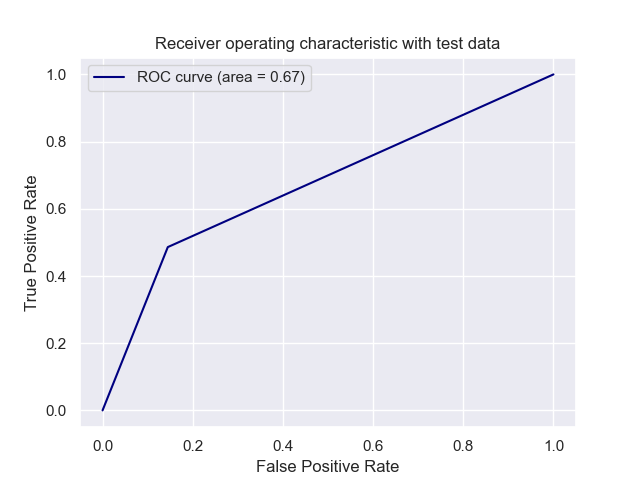 Receiver operating characteristic with test data
ROC curve (area = 0.67)
1.0
0.8
0.6
0.4
0.2
0.0
True Positive Rate
0.0 0.2 0.4 0.6 0.8 1.0
False Positive Rate